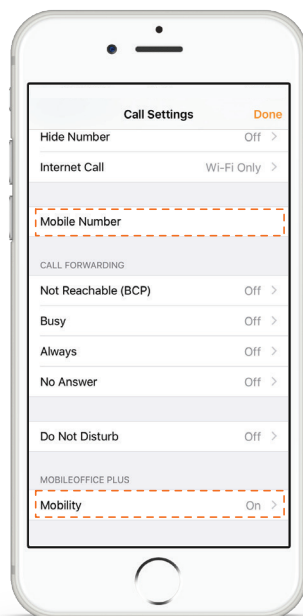 Call Settings Done
Hide Number Off >
Internet Call Wi-Fi Only >
Mobile Number
CALL FORWARDING
Not Reachable (BCP) Off >
Busy Off >
Always Off >
No Answer Off >
Do Not Disturb Off >
MOBILEOFFICE PLUS
Mobility On >